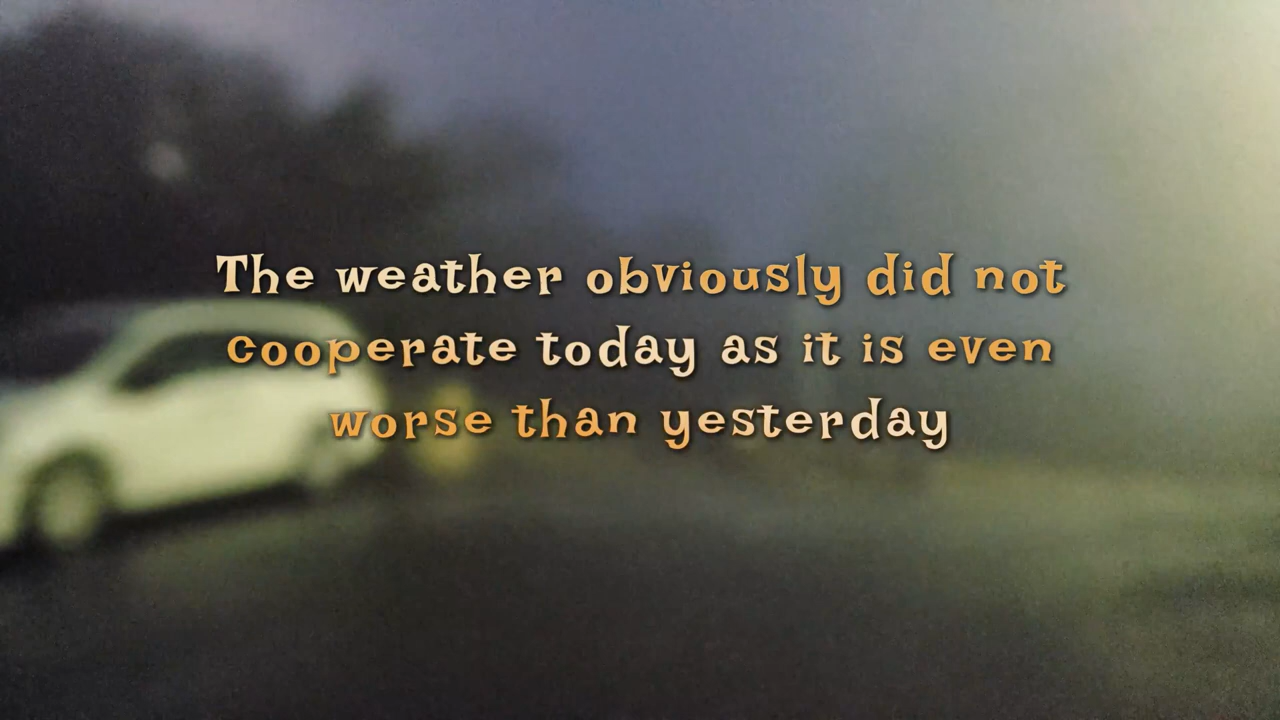 The weather obviously did not
cooperate today as it is even
worse than yesterday